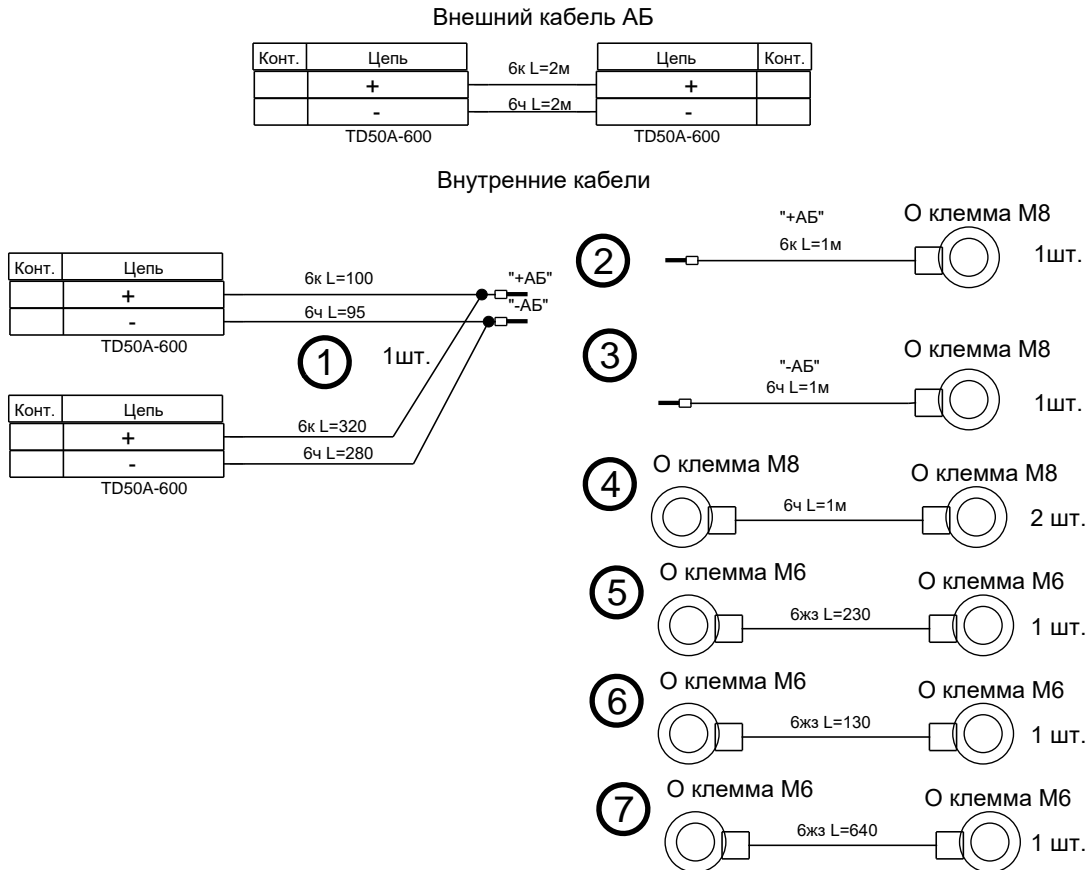 Внешний кабель АБ
Конт. Цепь
+
-
TD50A-600
6к L=2м
6ч L=2м
Цепь Конт.
+
-
TD50A-600
Внутренние кабели
Конт. Цепь
+
-
TD50A-600
6к L=100
6ч L=95
"+АБ"
"-АБ"
1
1шт.
Конт. Цепь
+
-
TD50A-600
6к L=320
6ч L=280
2
"+АБ"
6к L=1м
О клемма М8
1шт.
3
"-АБ"
6ч L=1м
О клемма М8
1шт.
4
О клемма М8
6ч L=1м
О клемма М8
2 шт.
5
О клемма М6
6жз L=230
О клемма М6
1 шт.
6
О клемма М6
6жз L=130
О клемма М6
1 шт.
7
О клемма М6
6жз L=640
О клемма М6
1 шт.